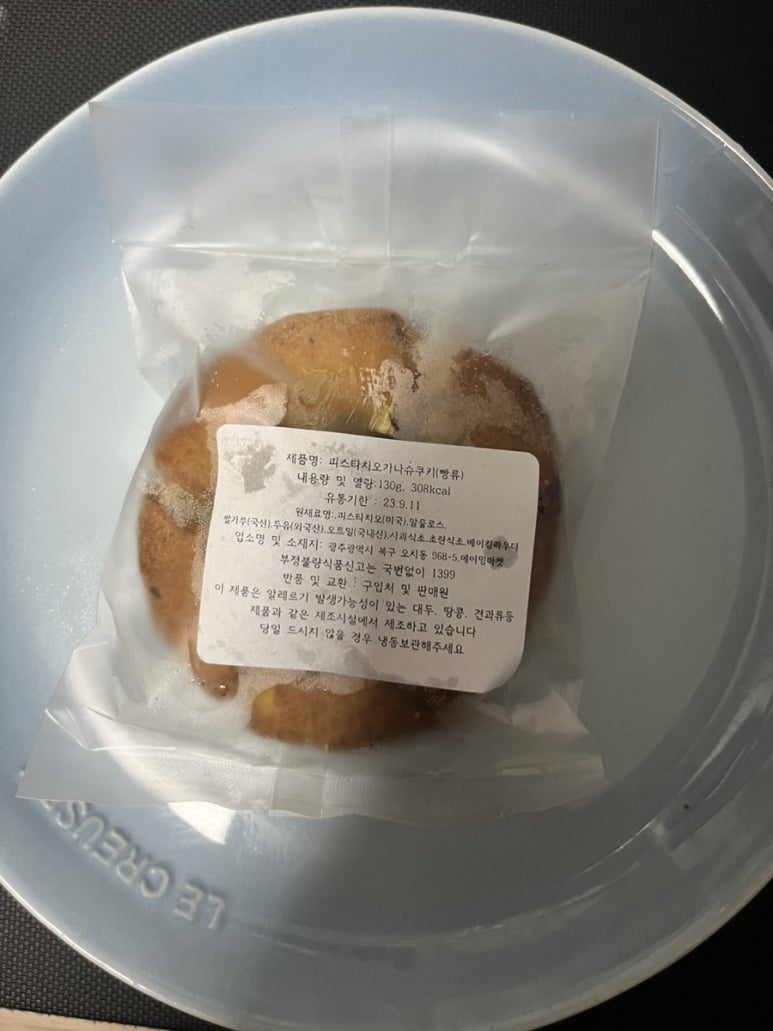 제품명: 피스타치오가나슈쿠키(빵류)
내용량 및 열량:130g, 308kcal
유통기한 : 23.9.11
원재료명:,피스타치오(미국),알룰로스,
쌀가루(국산),두유(외국산),오트밀(국내산),사과식초,초란식초,베이킹파우더
업소명 및 소재지: 광주광역시 북구 오치동 968-5,에이밍마켓
부정불량식품신고는 국번없이 1399
반품 및 교환 : 구입처 및 판매원
이 제품은 알레르기 발생가능성이 있는 대두, 땅콩, 견과류등
제품과 같은 제조시설에서 제조하고 있습니다
당일 드시지 않을 경우 냉동보관해주세요
LE CREUS